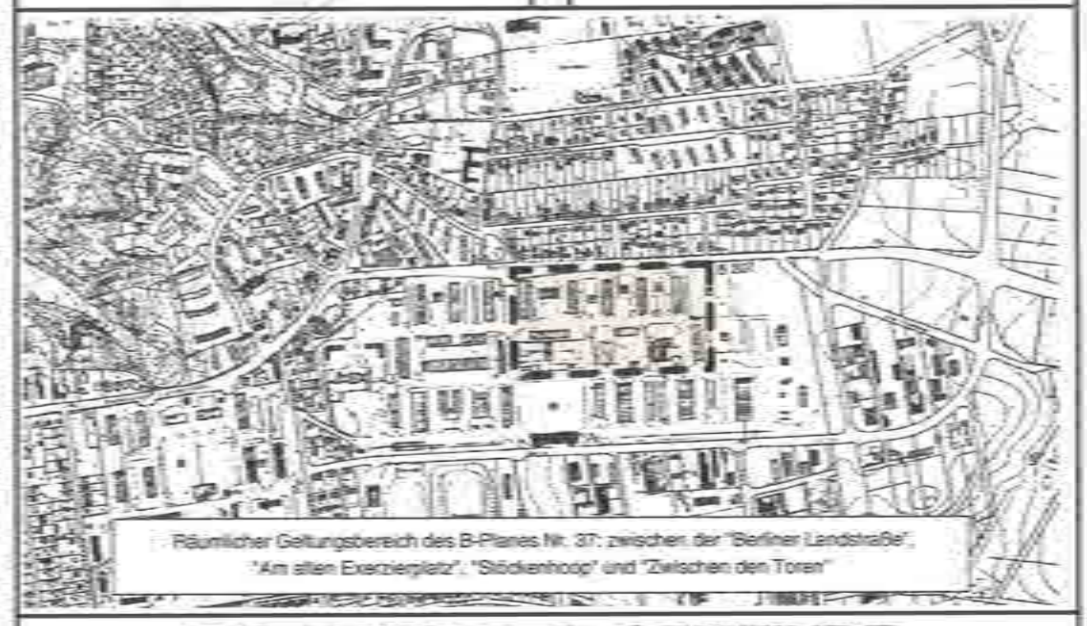 Räumlicher Geltungsbereich des B-Planes Nr. 37: zwischen der "Berliner Landstraße",
"Am alten Exerzierplatz", "Stöckenhoop" und "Zwischen den Toren"